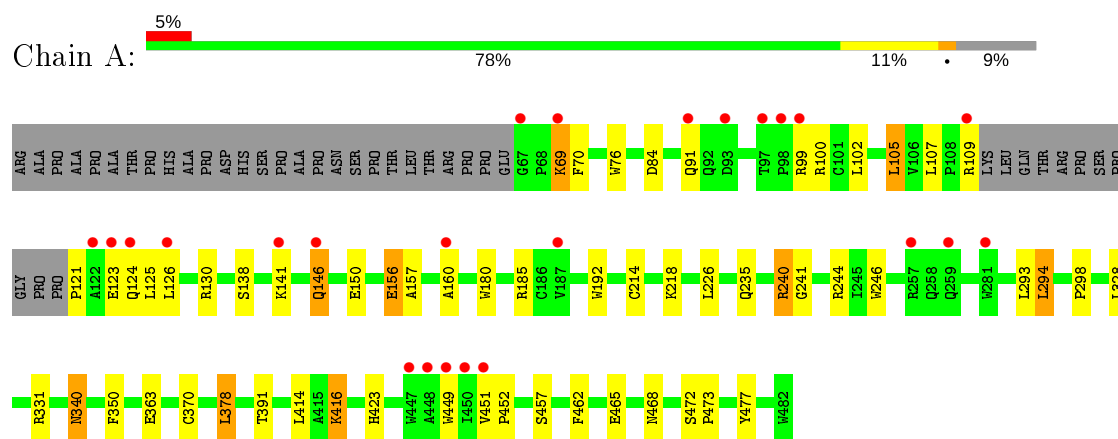 5%
Chain A:
78% 11% • 9%
ARG ALA PRO ALA PRO ALA THR PRO HIS ALA PRO ASP HIS SER PRO ALA PRO ASN SER PRO THR LEU THR ARG PRO PRO GLU G67 P68 K69 F70 W76 D84 Q91 Q92 D93 T97 P98 R99 R100 C101 L102 L105 V106 L107 P108 R109 LYS LEU GLN THR ARG PRO SER PRO
GLY PRO PRO P121 A122 E123 Q124 L125 L126 R130 S138 K141 Q146 E150 E156 A157 A160 W180 R185 C186 V187 W192 C214 K218 L226 Q235 R240 G241 R244 I245 W246 R257 Q258 Q259 W281 L293 L294 P298 L328
R331 N340 F350 E363 C370 L378 T391 L414 A415 K416 H423 W447 A448 W449 I450 V451 P452 S457 F462 E465 N468 S472 P473 Y477 W482